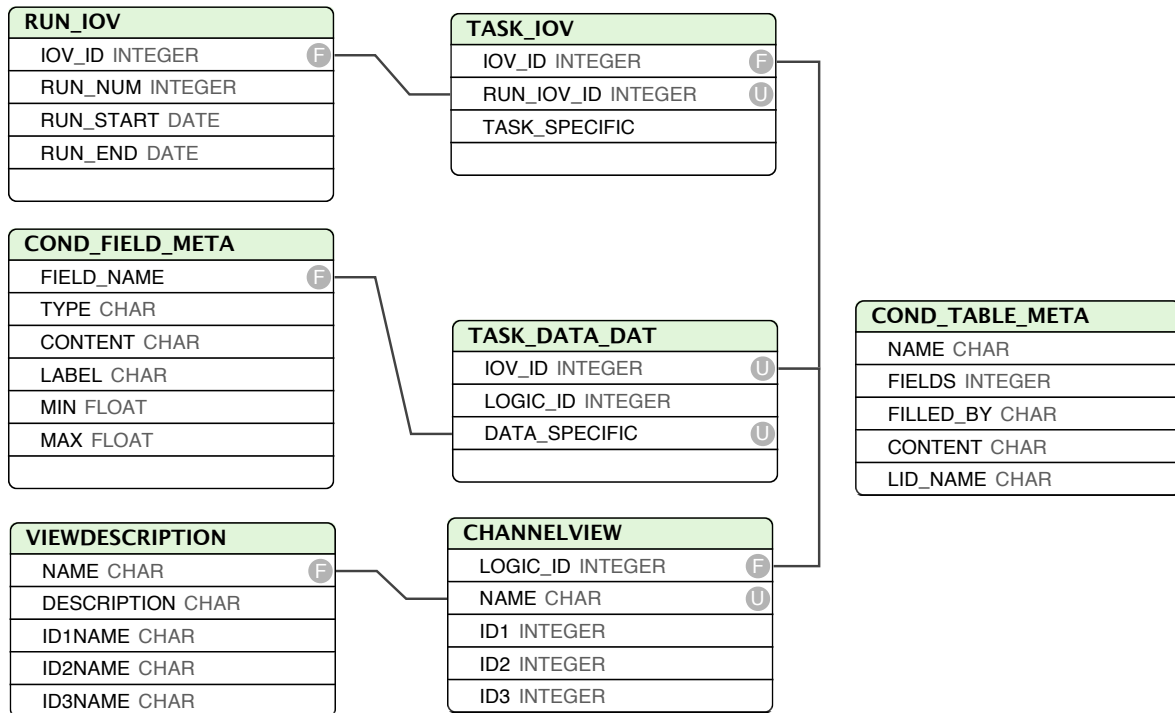 RUN_IOV
IOV_ID INTEGER F
RUN_NUM INTEGER
RUN_START DATE
RUN_END DATE
TASK_IOV
IOV_ID INTEGER F
RUN_IOV_ID INTEGER U
TASK_SPECIFIC
COND_FIELD_META
FIELD_NAME F
TYPE CHAR
CONTENT CHAR
LABEL CHAR
MIN FLOAT
MAX FLOAT
TASK_DATA_DAT
IOV_ID INTEGER U
LOGIC_ID INTEGER
DATA_SPECIFIC U
COND_TABLE_META
NAME CHAR
FIELDS INTEGER
FILLED_BY CHAR
CONTENT CHAR
LID_NAME CHAR
VIEWDESCRIPTION
NAME CHAR F
DESCRIPTION CHAR
ID1NAME CHAR
ID2NAME CHAR
ID3NAME CHAR
CHANNELVIEW
LOGIC_ID INTEGER F
NAME CHAR U
ID1 INTEGER
ID2 INTEGER
ID3 INTEGER